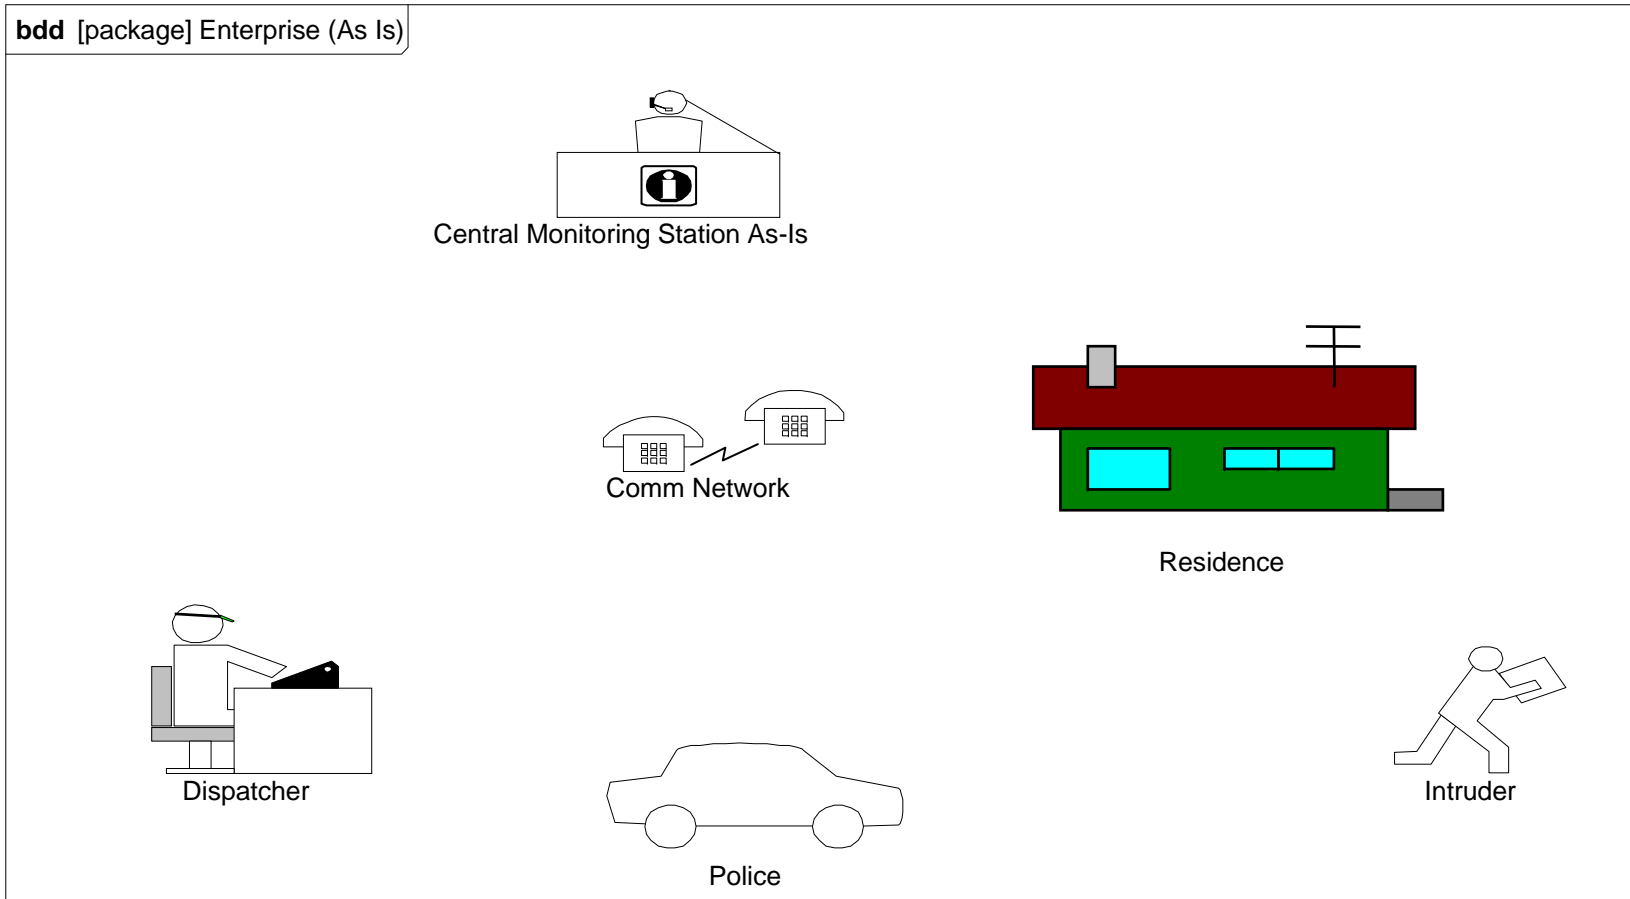 bdd [package] Enterprise (As Is)
Central Monitoring Station As-Is
Comm Network
Residence
Dispatcher
Intruder
Police